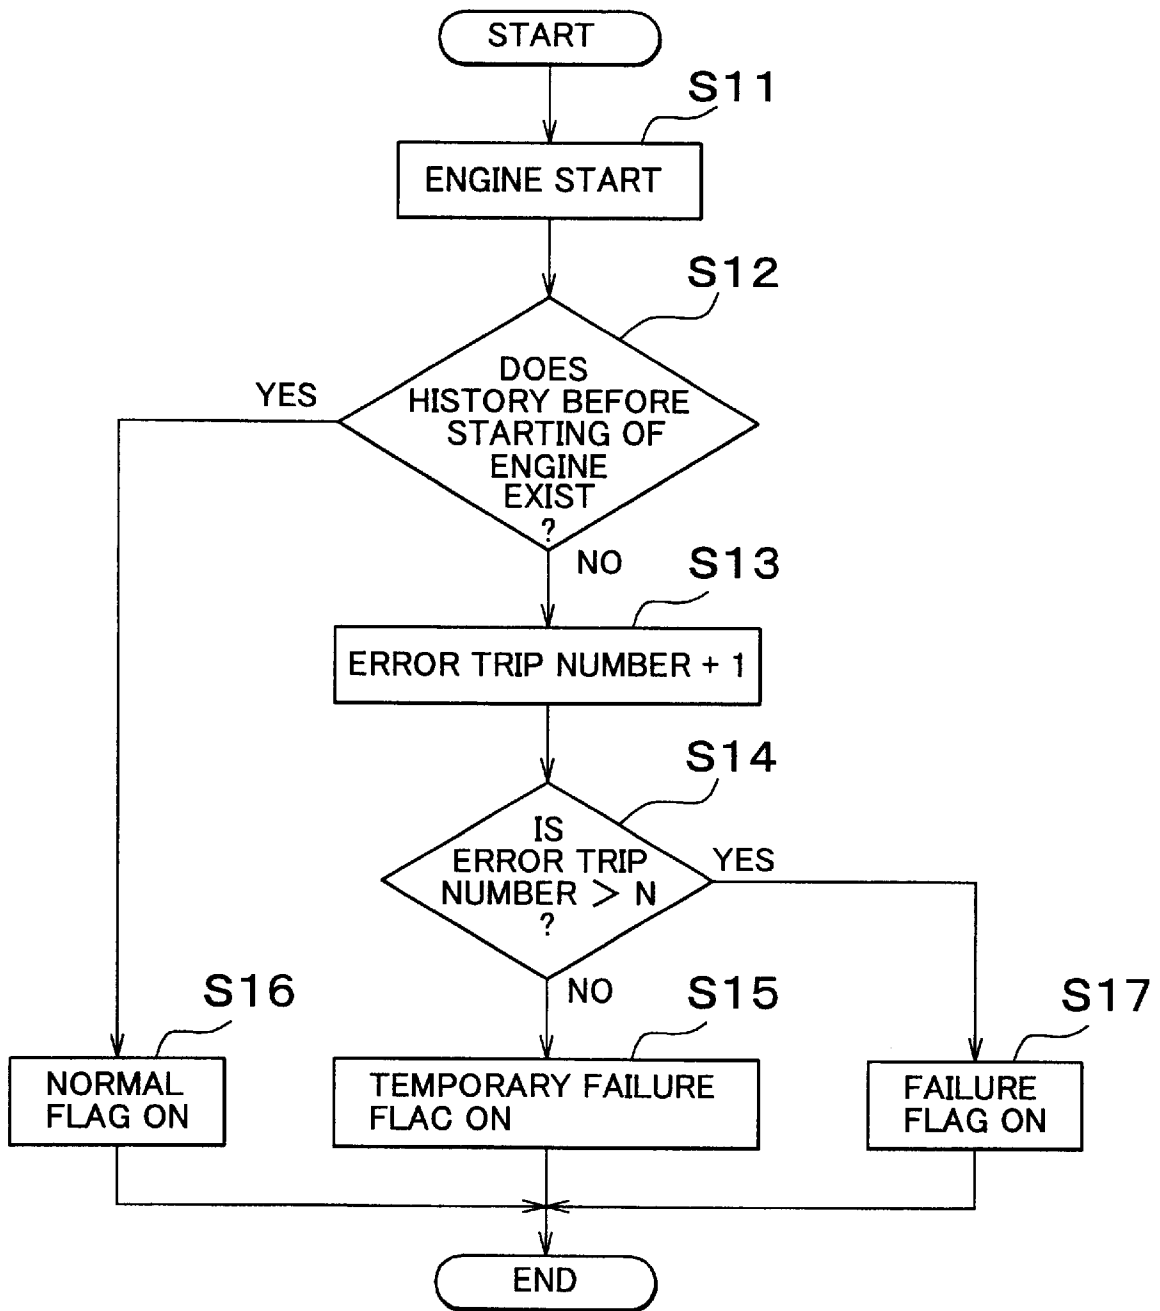 START
S11
ENGINE START
S12
DOES
HISTORY BEFORE
STARTING OF
ENGINE
EXIST
?
YES
NO
S13
ERROR TRIP NUMBER + 1
S14
IS
ERROR TRIP
NUMBER > N
?
YES
NO
S16
NORMAL
FLAG ON
S15
TEMPORARY FAILURE
FLAC ON
S17
FAILURE
FLAG ON
END